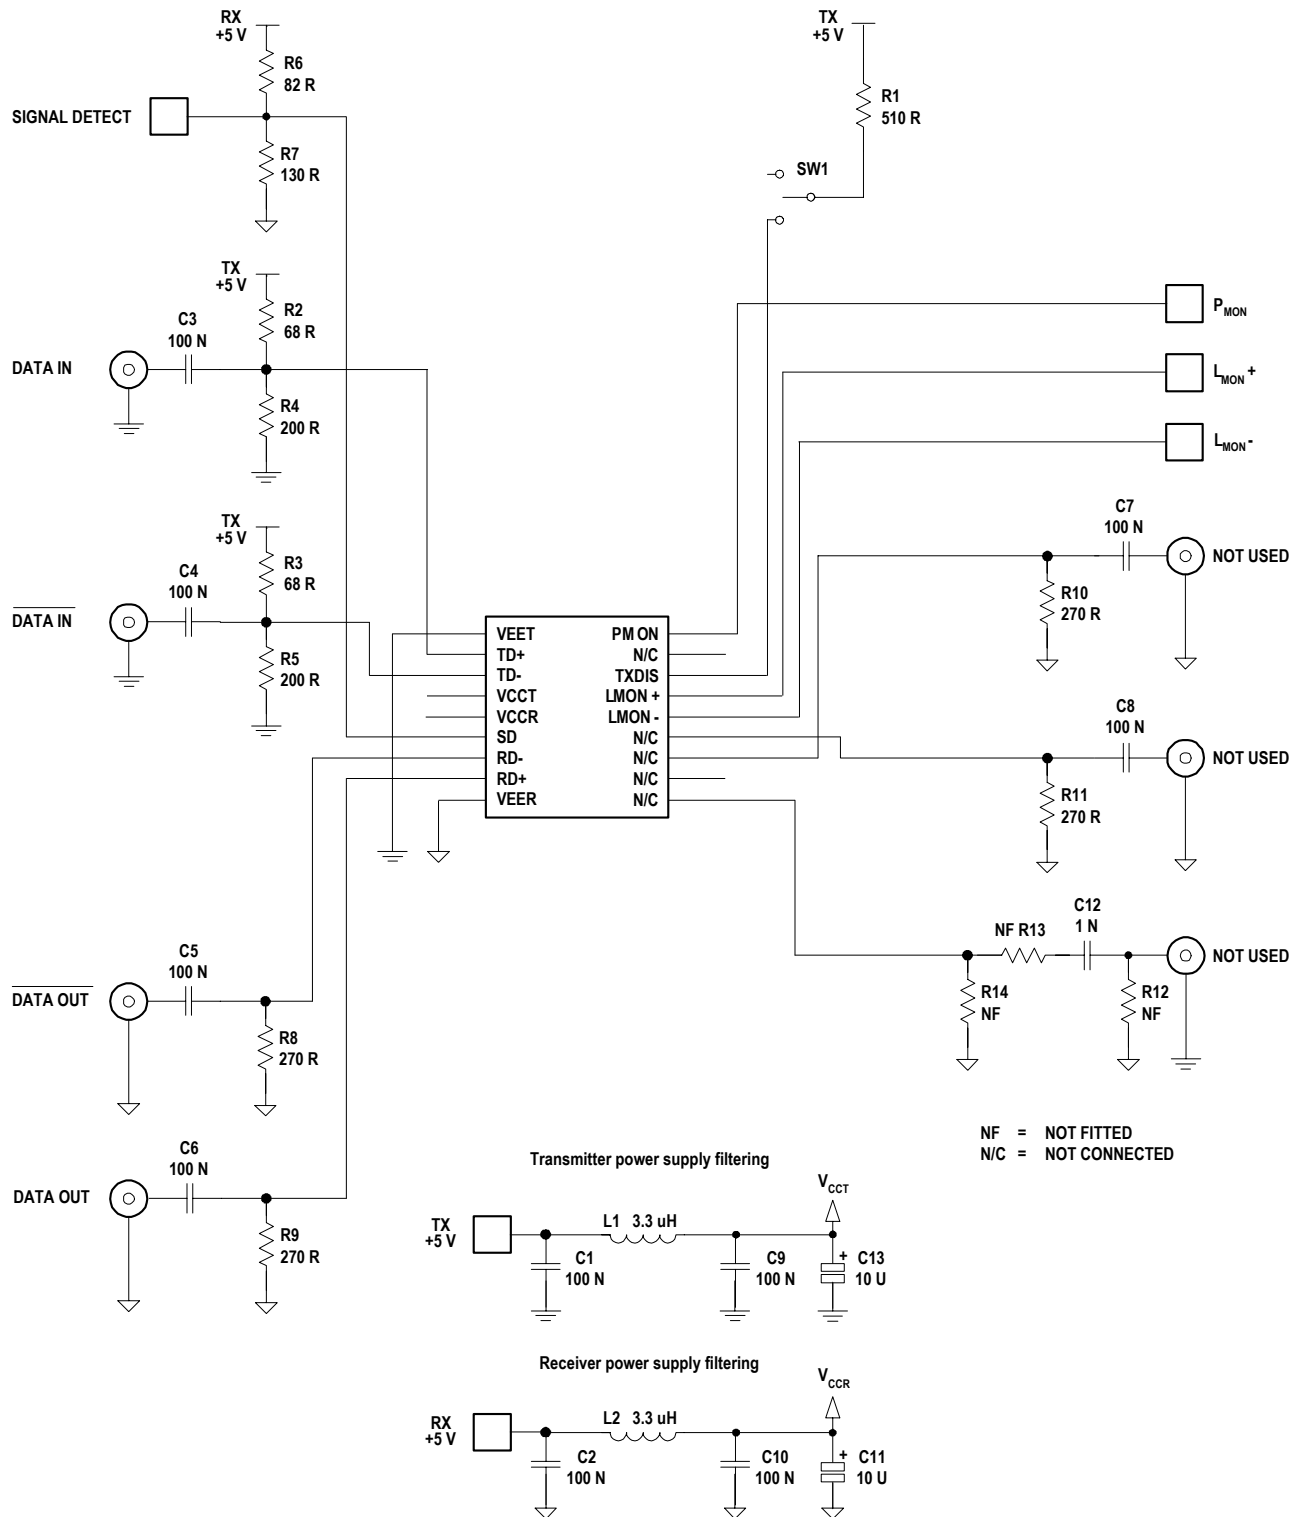 RX
+5 V
R6
82 R
SIGNAL DETECT
R7
130 R
TX
+5 V
R1
510 R
SW1
TX
+5 V
R2
68 R
C3
100 N
DATA IN
R4
200 R
P_MON
L_MON +
L_MON -
TX
+5 V
R3
68 R
C4
100 N
DATA IN
R5
200 R
C7
100 N
NOT USED
R10
270 R
VEET
TD+
TD-
VCCT
VCCR
SD
RD-
RD+
VEER
PM ON
N/C
TXDIS
LMON +
LMON -
N/C
N/C
N/C
N/C
C8
100 N
NOT USED
R11
270 R
C12
1 N
NF R13
NOT USED
R14
NF
R12
NF
C5
100 N
DATA OUT
R8
270 R
C6
100 N
DATA OUT
R9
270 R
NF = NOT FITTED
N/C = NOT CONNECTED
Transmitter power supply filtering
V_CCT
TX
+5 V
L1 3.3 uH
C1
100 N
C9
100 N
+ C13
10 U
Receiver power supply filtering
V_CCR
RX
+5 V
L2 3.3 uH
C2
100 N
C10
100 N
+ C11
10 U